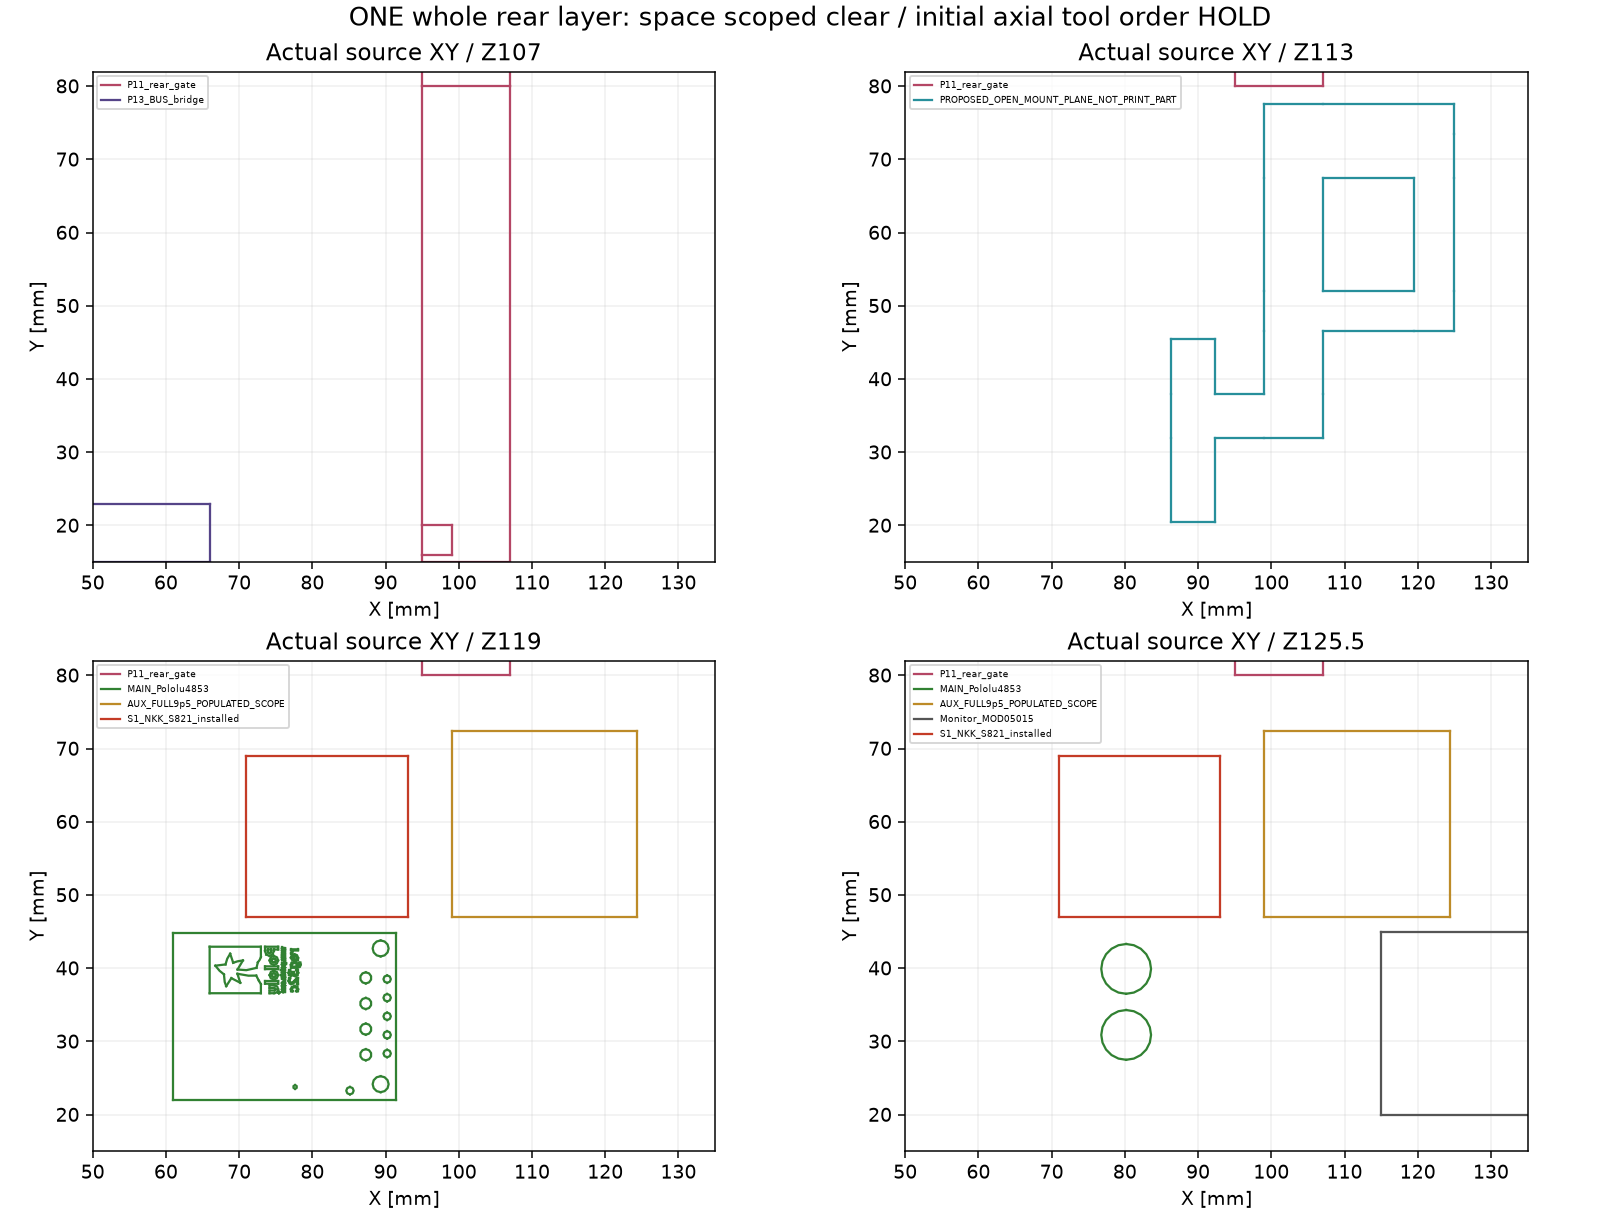 ONE whole rear layer: space scoped clear / initial axial tool order HOLD
Actual source XY / Z107
P11_rear_gate
P13_BUS_bridge
80
70
60
50
40
30
20
Y [mm]
50 60 70 80 90 100 110 120 130
X [mm]
Actual source XY / Z113
P11_rear_gate
PROPOSED_OPEN_MOUNT_PLANE_NOT_PRINT_PART
80
70
60
50
40
30
20
Y [mm]
50 60 70 80 90 100 110 120 130
X [mm]
Actual source XY / Z119
P11_rear_gate
MAIN_Pololu4853
AUX_FULL9p5_POPULATED_SCOPE
S1_NKK_S821_installed
80
70
60
50
40
30
20
Y [mm]
50 60 70 80 90 100 110 120 130
X [mm]
Actual source XY / Z125.5
P11_rear_gate
MAIN_Pololu4853
AUX_FULL9p5_POPULATED_SCOPE
Monitor_MOD05015
S1_NKK_S821_installed
80
70
60
50
40
30
20
Y [mm]
50 60 70 80 90 100 110 120 130
X [mm]